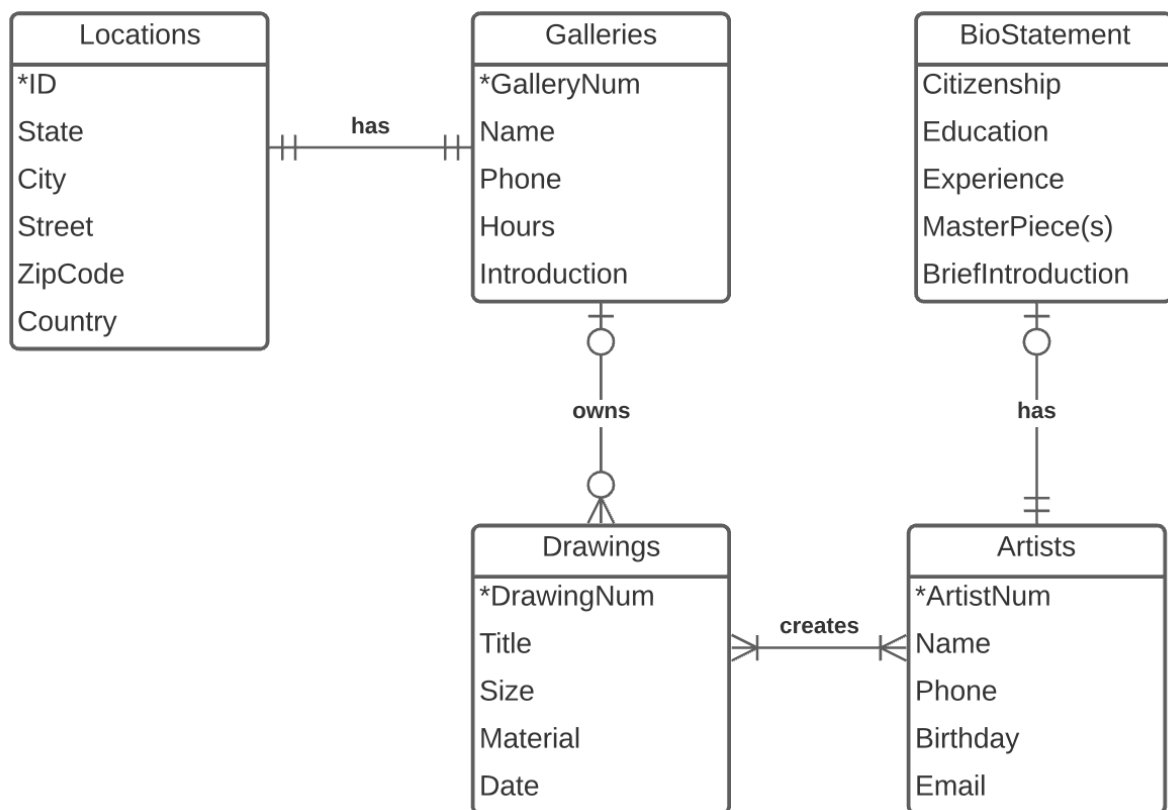 Locations
*ID
State
City
Street
ZipCode
Country
has
Galleries
*GalleryNum
Name
Phone
Hours
Introduction
BioStatement
Citizenship
Education
Experience
MasterPiece(s)
BriefIntroduction
owns
has
Drawings
*DrawingNum
Title
Size
Material
Date
creates
Artists
*ArtistNum
Name
Phone
Birthday
Email